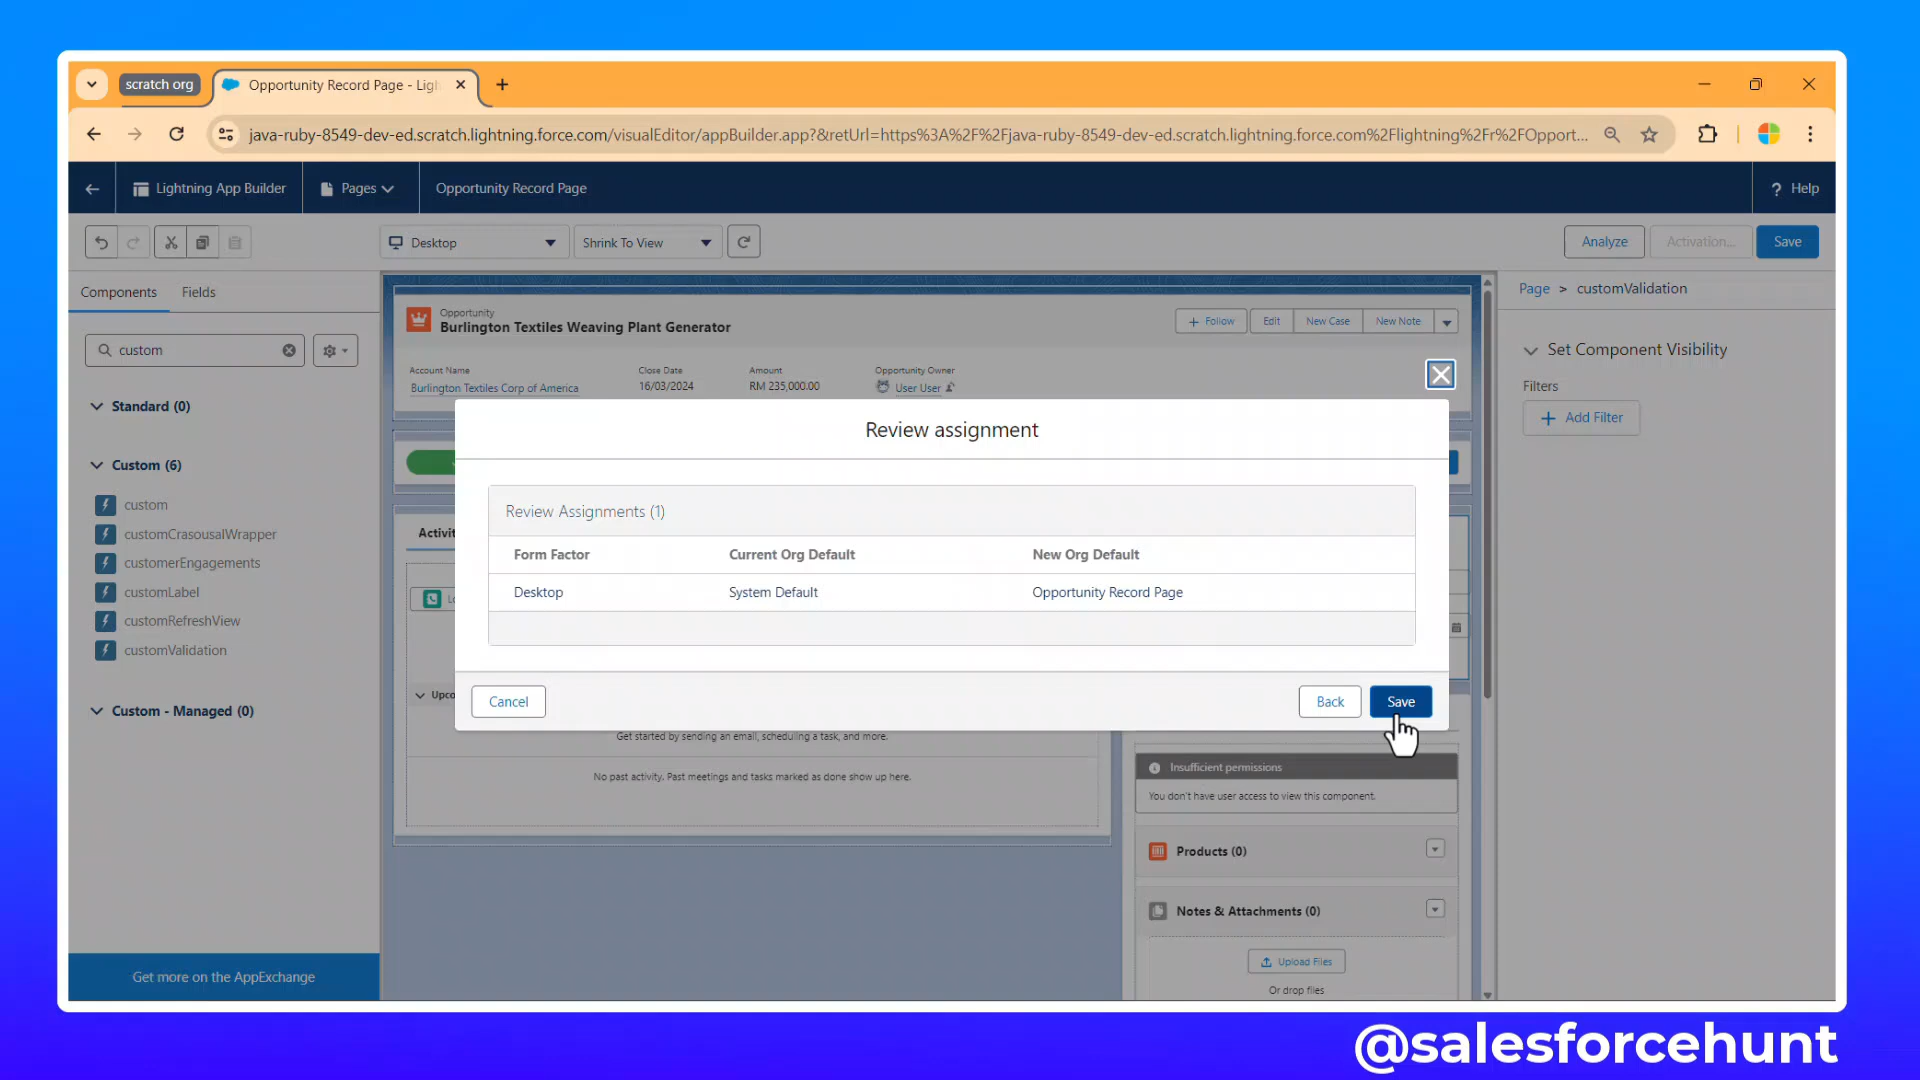 scratch org
Opportunity Record Page - Ligh
java-ruby-8549-dev-ed.scratch.lightning.force.com/visualEditor/appBuilder.app?&retUrl=https%3A%2F%2Fjava-ruby-8549-dev-ed.scratch.lightning.force.com%2Flightning%2Fr%2FOpport...
Lightning App Builder
Pages
Opportunity Record Page
? Help
Desktop
Shrink To View
Analyze
Activation...
Save
Components
Fields
Page > customValidation
custom
Standard (0)
Custom (6)
custom
customCrasousalWrapper
customerEngagements
customLabel
customRefreshView
customValidation
Custom - Managed (0)
Get more on the AppExchange
Opportunity
Burlington Textiles Weaving Plant Generator
+ Follow
Edit
New Case
New Note
Account Name
Burlington Textiles Corp of America
Close Date
16/03/2024
Amount
RM 235,000.00
Opportunity Owner
User User
Set Component Visibility
Filters
+ Add Filter
Activit
Upco
Review assignment
Review Assignments (1)
Form Factor
Current Org Default
New Org Default
Desktop
System Default
Opportunity Record Page
Cancel
Back
Save
Get started by sending an email, scheduling a task, and more.
No past activity. Past meetings and tasks marked as done show up here.
Insufficient permissions
You don't have user access to view this component.
Products (0)
Notes & Attachments (0)
Upload Files
Or drop files
@salesforcehunt